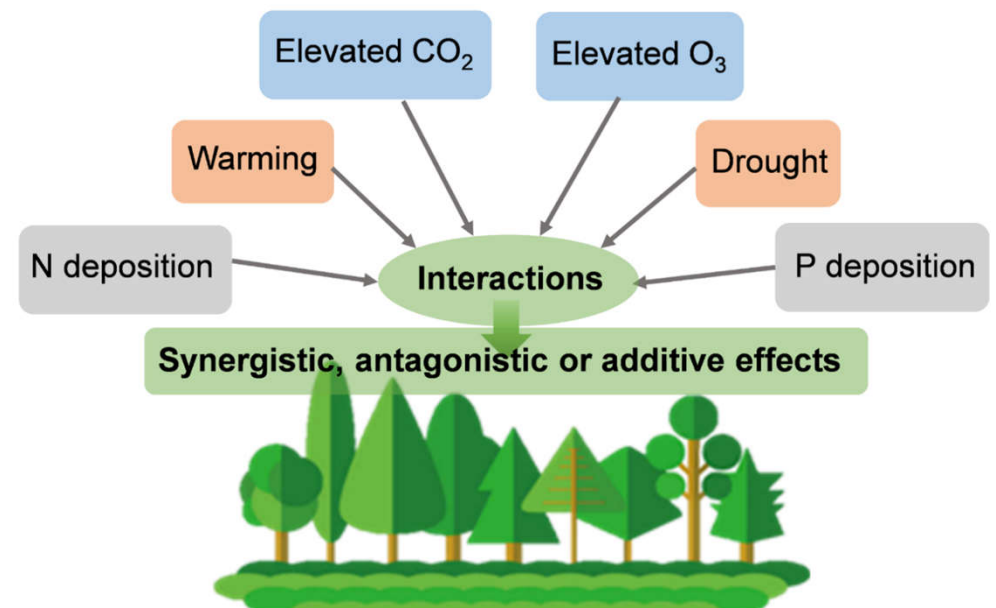 Elevated CO₂
Elevated O₃
Warming
Drought
N deposition
P deposition
Interactions
Synergistic, antagonistic or additive effects